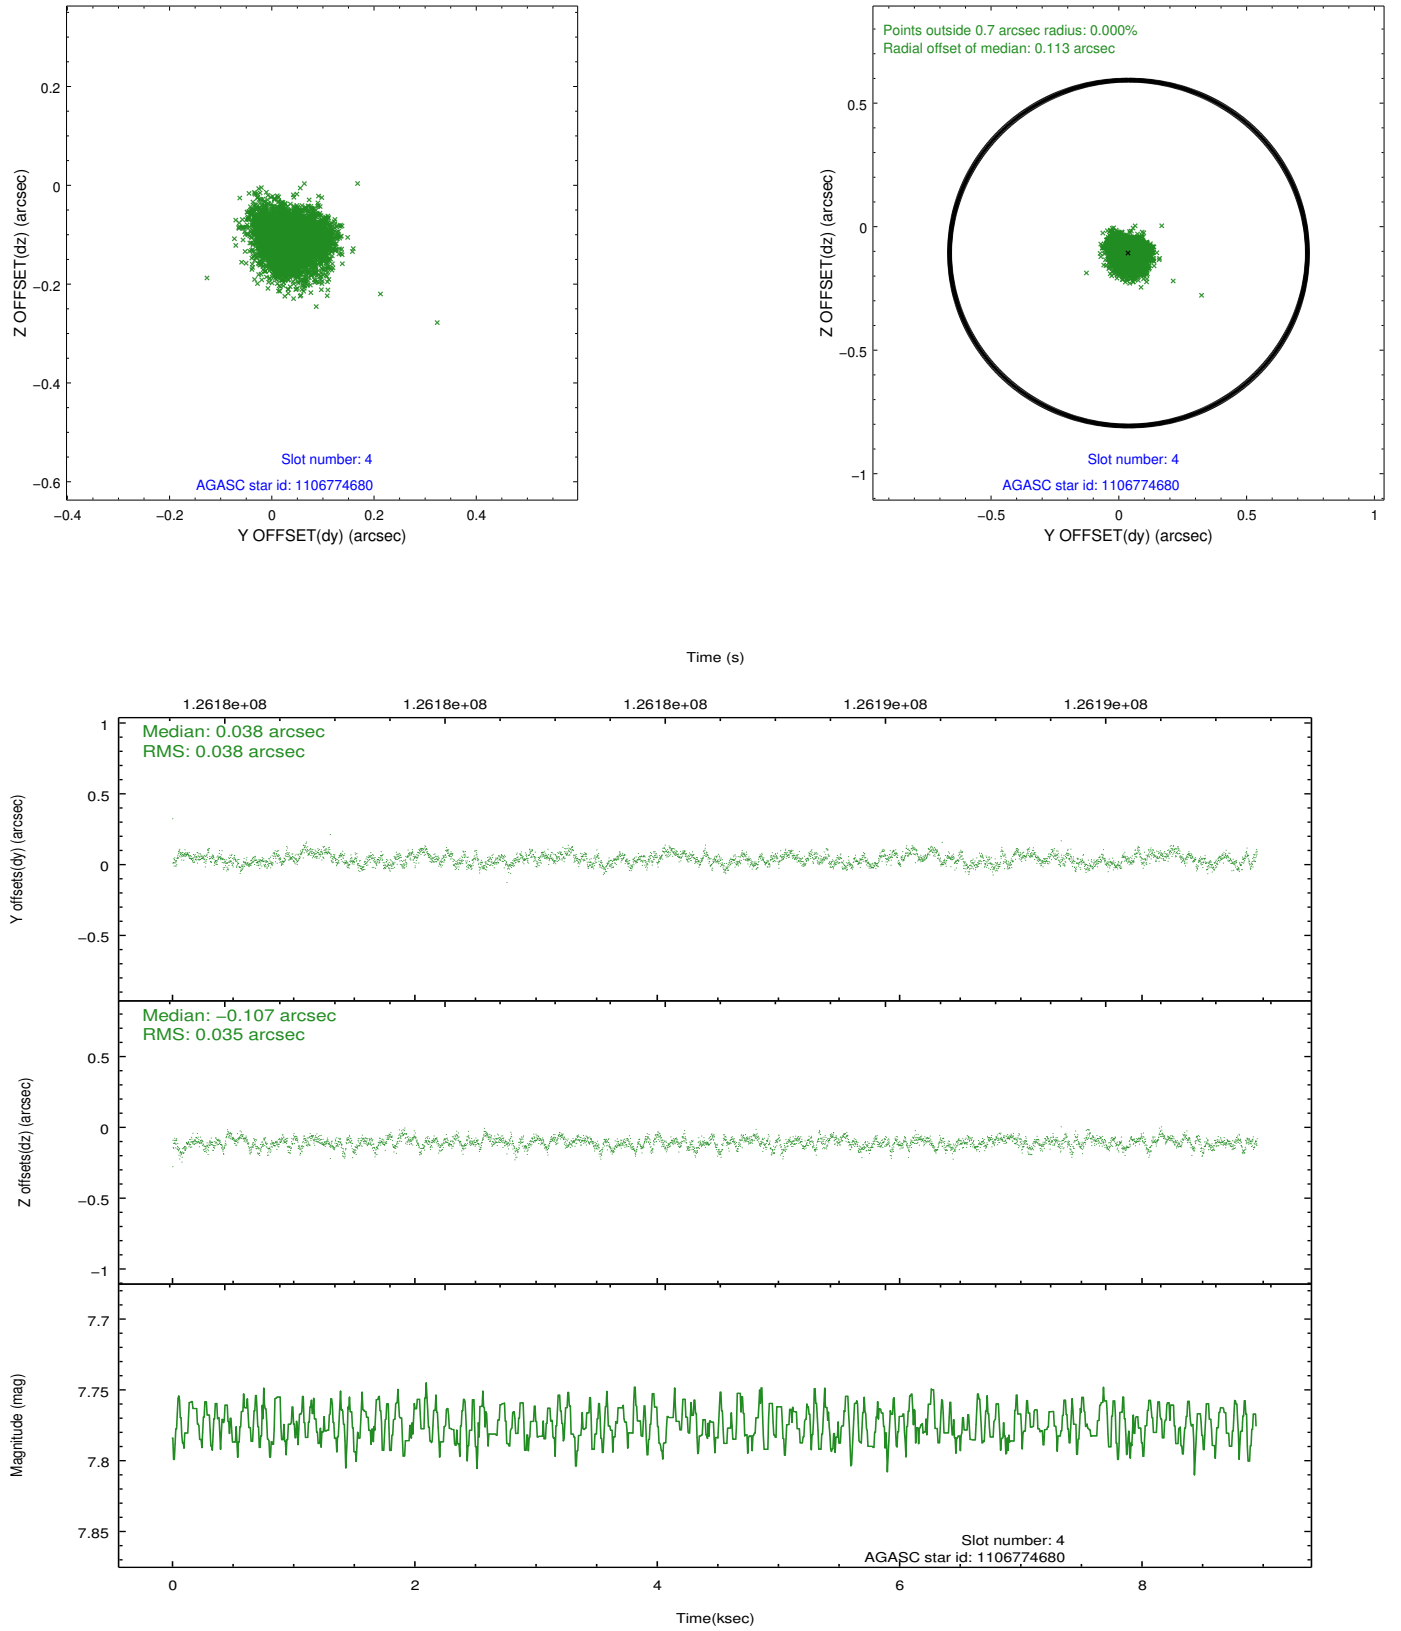 0.2
0
−0.2
−0.4
−0.6
−0.4
−0.2
0
0.2
0.4
Z OFFSET(dz) (arcsec)
Y OFFSET(dy) (arcsec)
Slot number: 4
AGASC star id: 1106774680
Points outside 0.7 arcsec radius: 0.000%
Radial offset of median: 0.113 arcsec
0.5
0
−0.5
−1
−0.5
0
0.5
1
Z OFFSET(dz) (arcsec)
Y OFFSET(dy) (arcsec)
Slot number: 4
AGASC star id: 1106774680
Time (s)
1.2618e+08
1.2618e+08
1.2618e+08
1.2619e+08
1.2619e+08
Median: 0.038 arcsec
RMS: 0.038 arcsec
1
0.5
0
−0.5
Y offsets(dy) (arcsec)
Median: −0.107 arcsec
RMS: 0.035 arcsec
0.5
0
−0.5
−1
Z offsets(dz) (arcsec)
7.7
7.75
7.8
7.85
Magnitude (mag)
Slot number: 4
AGASC star id: 1106774680
0
2
4
6
8
Time(ksec)